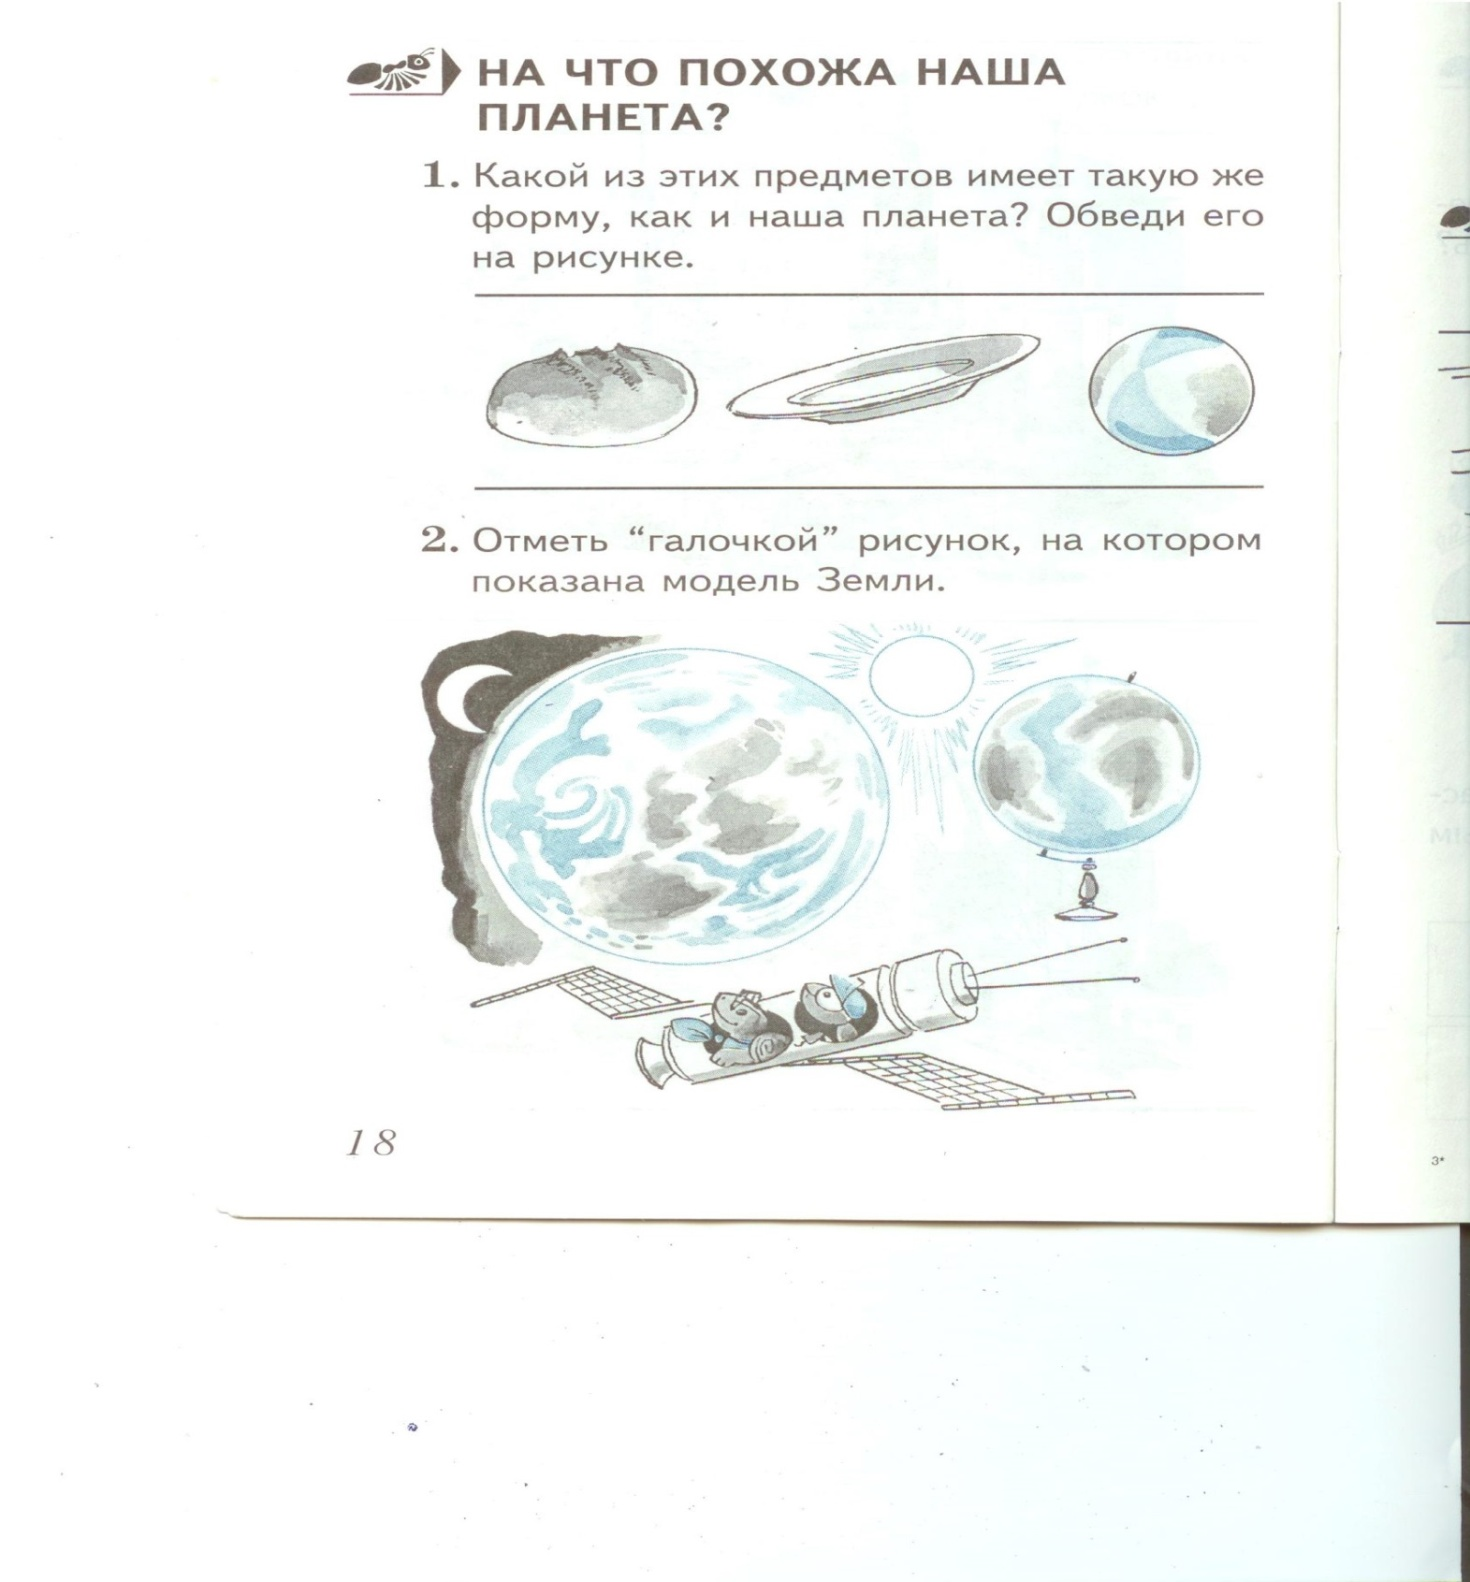 НА ЧТО ПОХОЖА НАША
ПЛАНЕТА?
1. Какой из этих предметов имеет такую же
форму, как и наша планета? Обведи его
на рисунке.
2. Отметь “галочкой” рисунок, на котором
показана модель Земли.
18
3*